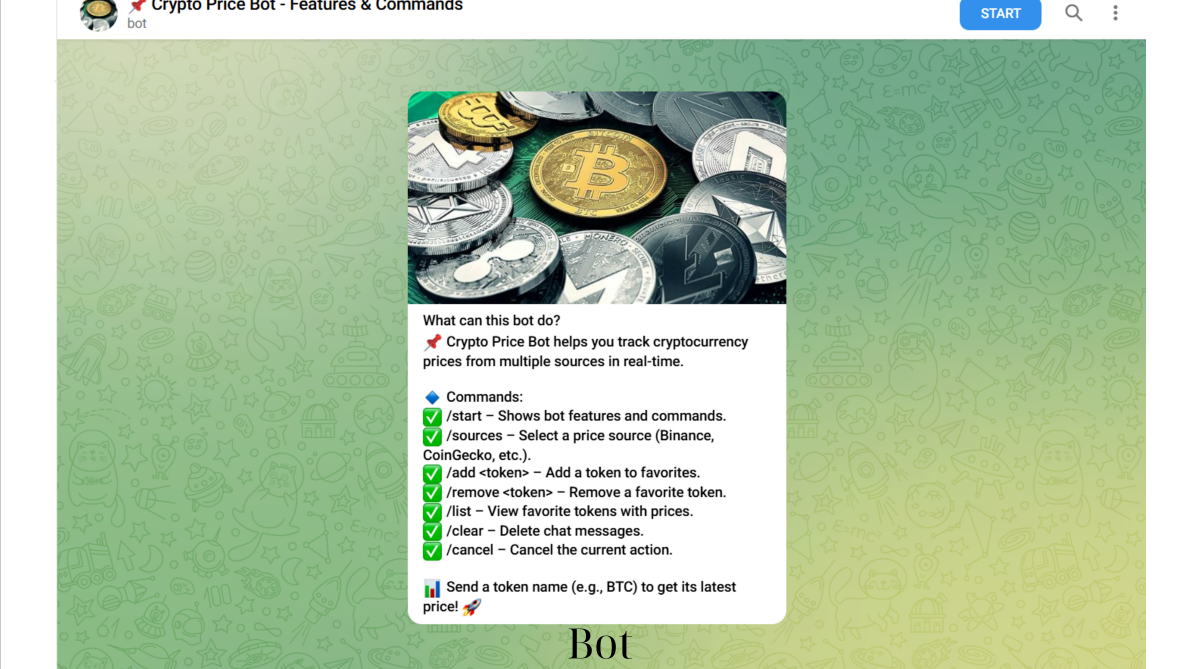 📌 Crypto Price Bot - Features & Commands
bot
START
What can this bot do?
📌 Crypto Price Bot helps you track cryptocurrency
prices from multiple sources in real-time.
🔹 Commands:
✅ /start – Shows bot features and commands.
✅ /sources – Select a price source (Binance,
CoinGecko, etc.).
✅ /add <token> – Add a token to favorites.
✅ /remove <token> – Remove a favorite token.
✅ /list – View favorite tokens with prices.
✅ /clear – Delete chat messages.
✅ /cancel – Cancel the current action.
📊 Send a token name (e.g., BTC) to get its latest
price! 🚀
Bot